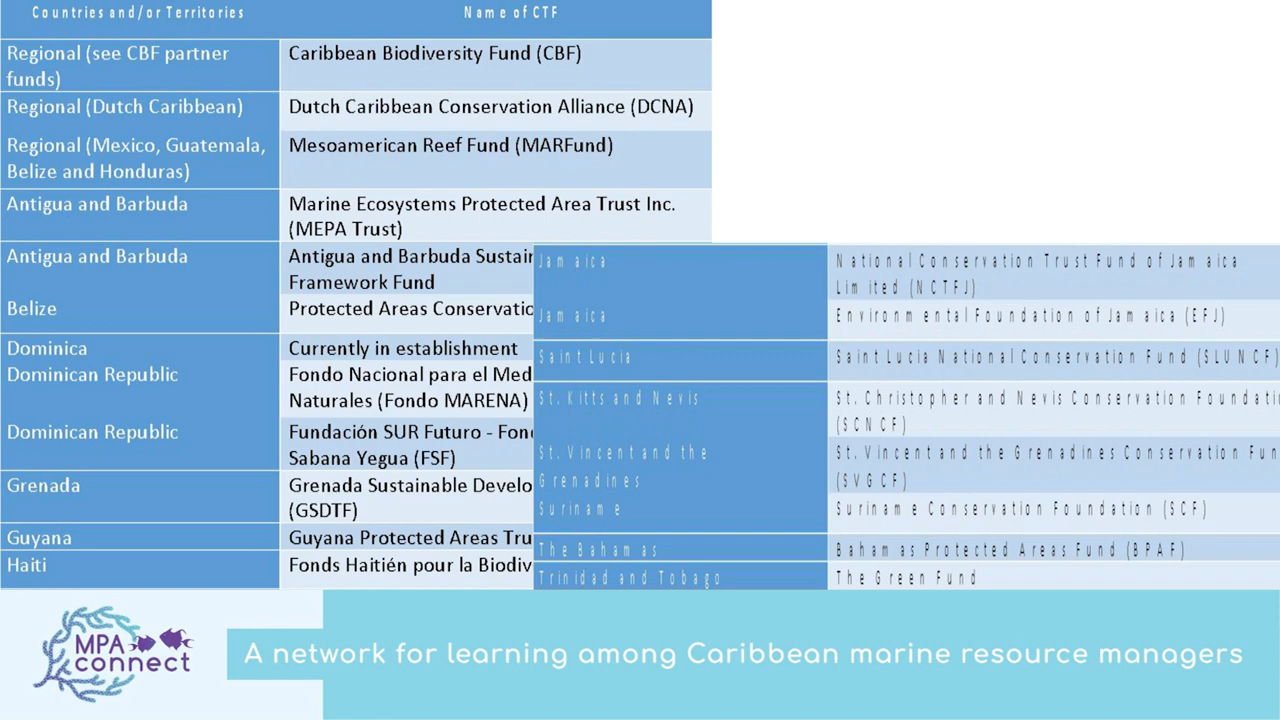 Countries and/or Territories Name of CTF
Regional (see CBF partner funds) Caribbean Biodiversity Fund (CBF)
Regional (Dutch Caribbean) Dutch Caribbean Conservation Alliance (DCNA)
Regional (Mexico, Guatemala, Belize and Honduras) Mesoamerican Reef Fund (MARFund)
Antigua and Barbuda Marine Ecosystems Protected Area Trust Inc. (MEPA Trust)
Antigua and Barbuda Antigua and Barbuda Framework Fund
Belize Protected Areas
Dominica Currently in establishment
Dominican Republic Fondo Nacional para el Naturales (Fondo MARENA)
Dominican Republic Fundación SUR Futuro - Sabana Yegua (FSF)
Grenada Grenada Sustainable (GSDTF)
Guyana Guyana Protected Areas
Haiti Fonds Haitién pour la
Jamaica National Conservation Trust Fund of Jamaica Limited (NCTFJ)
Jamaica Environmental Foundation of Jamaica (EFJ)
Saint Lucia Saint Lucia National Conservation Fund (SLUNCF)
St. Kitts and Nevis St. Christopher and Nevis Conservation (SCNCF)
St. Vincent and the Grenadines St. Vincent and the Grenadines Conservation (SVGCF)
Suriname Suriname Conservation Foundation (SCF)
The Bahamas Bahamas Protected Areas Fund (BPAF)
Trinidad and Tobago The Green Fund
MPA
connect
A network for learning among Caribbean marine resource managers